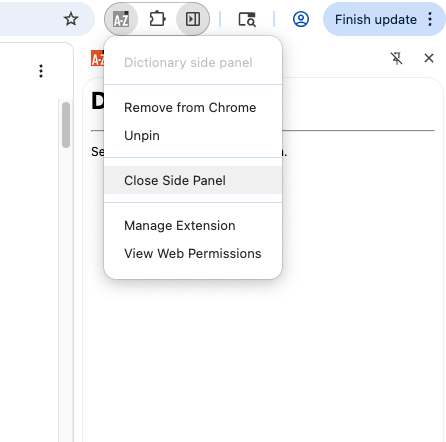 A-Z
Finish update
A-Z
Dictionary side panel
D
Remove from Chrome
Unpin
Se
n.
Close Side Panel
Manage Extension
View Web Permissions